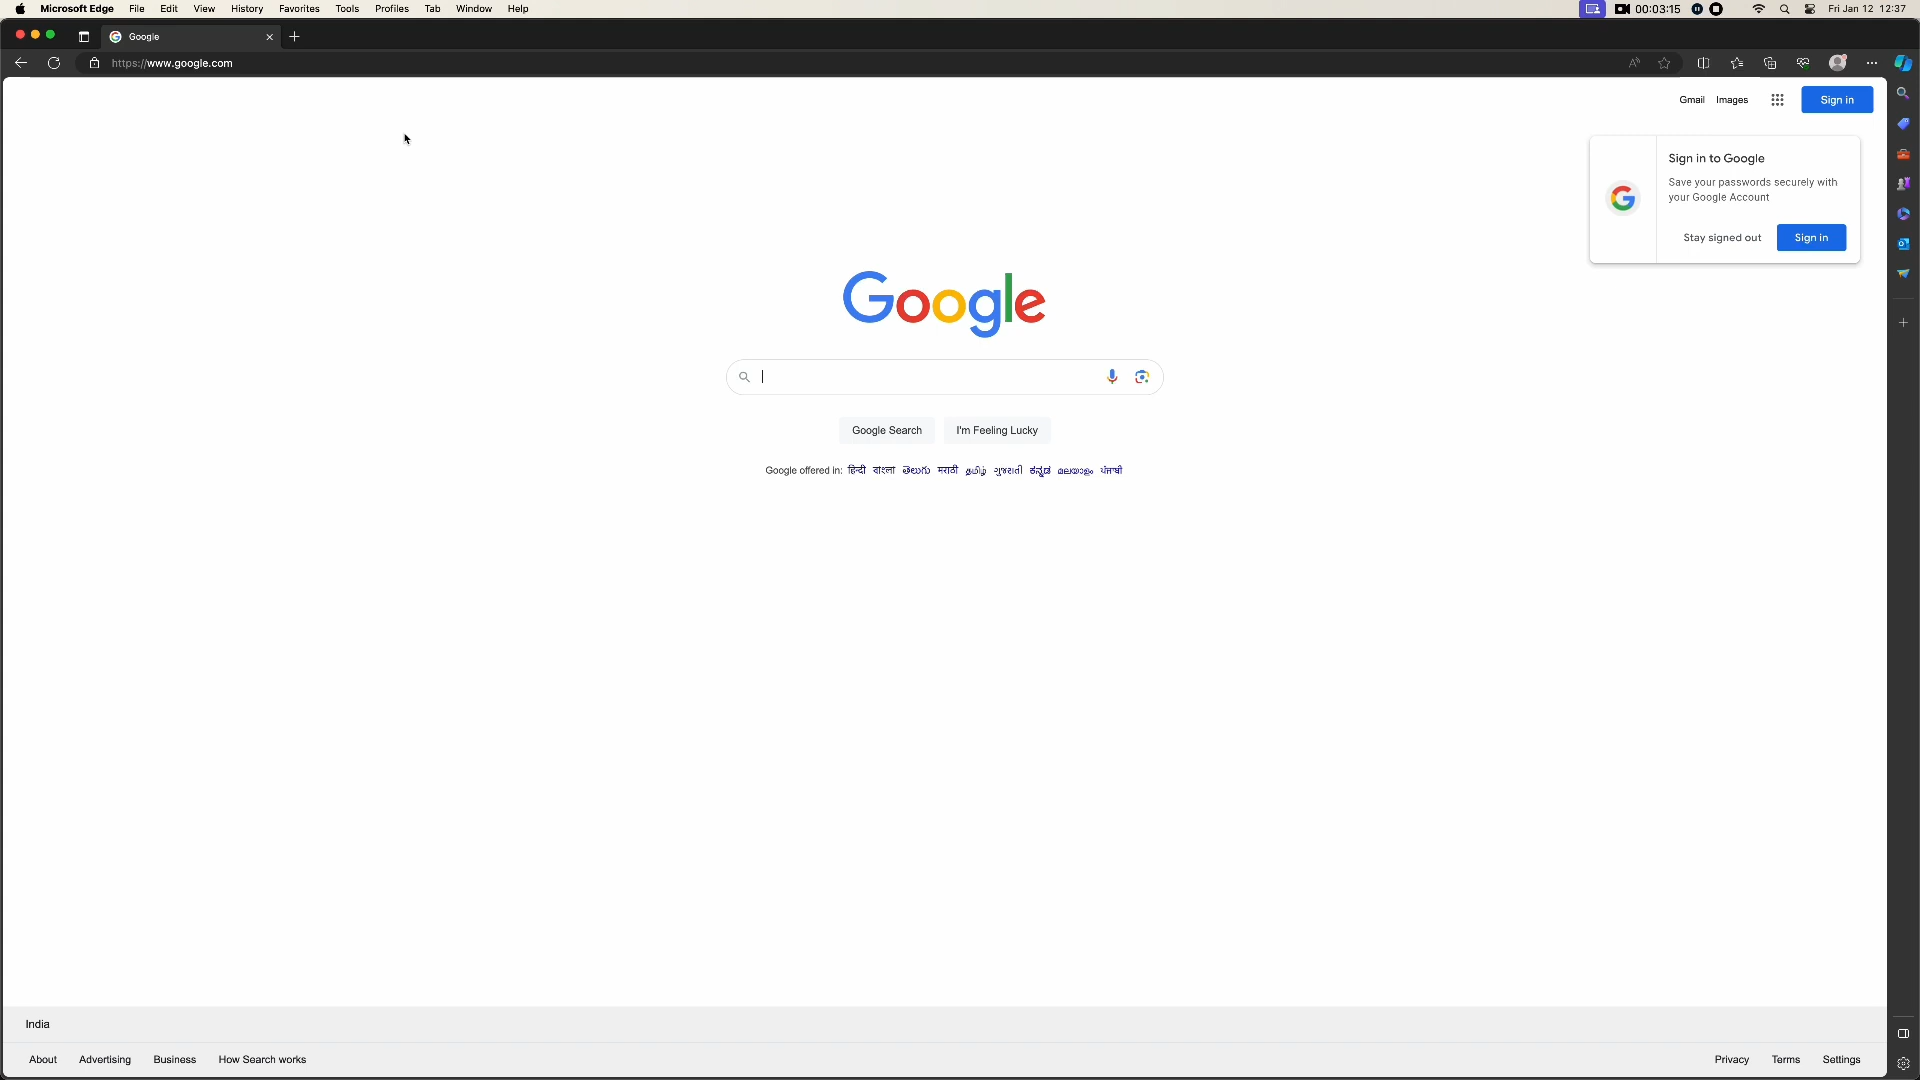 Microsoft Edge File Edit View History Favorites Tools Profiles Tab Window Help 00:03:15 Fri Jan 12 12:37
Google
https://www.google.com
Gmail Images Sign in
Sign in to Google
Save your passwords securely with
your Google Account
Stay signed out Sign in
Google
Google Search I'm Feeling Lucky
Google offered in: हिन्दी বাংলা తెలుగు मराठी தமிழ் ગુજરાતી ಕನ್ನಡ മലയാളം ਪੰਜਾਬੀ
India
About Advertising Business How Search works Privacy Terms Settings